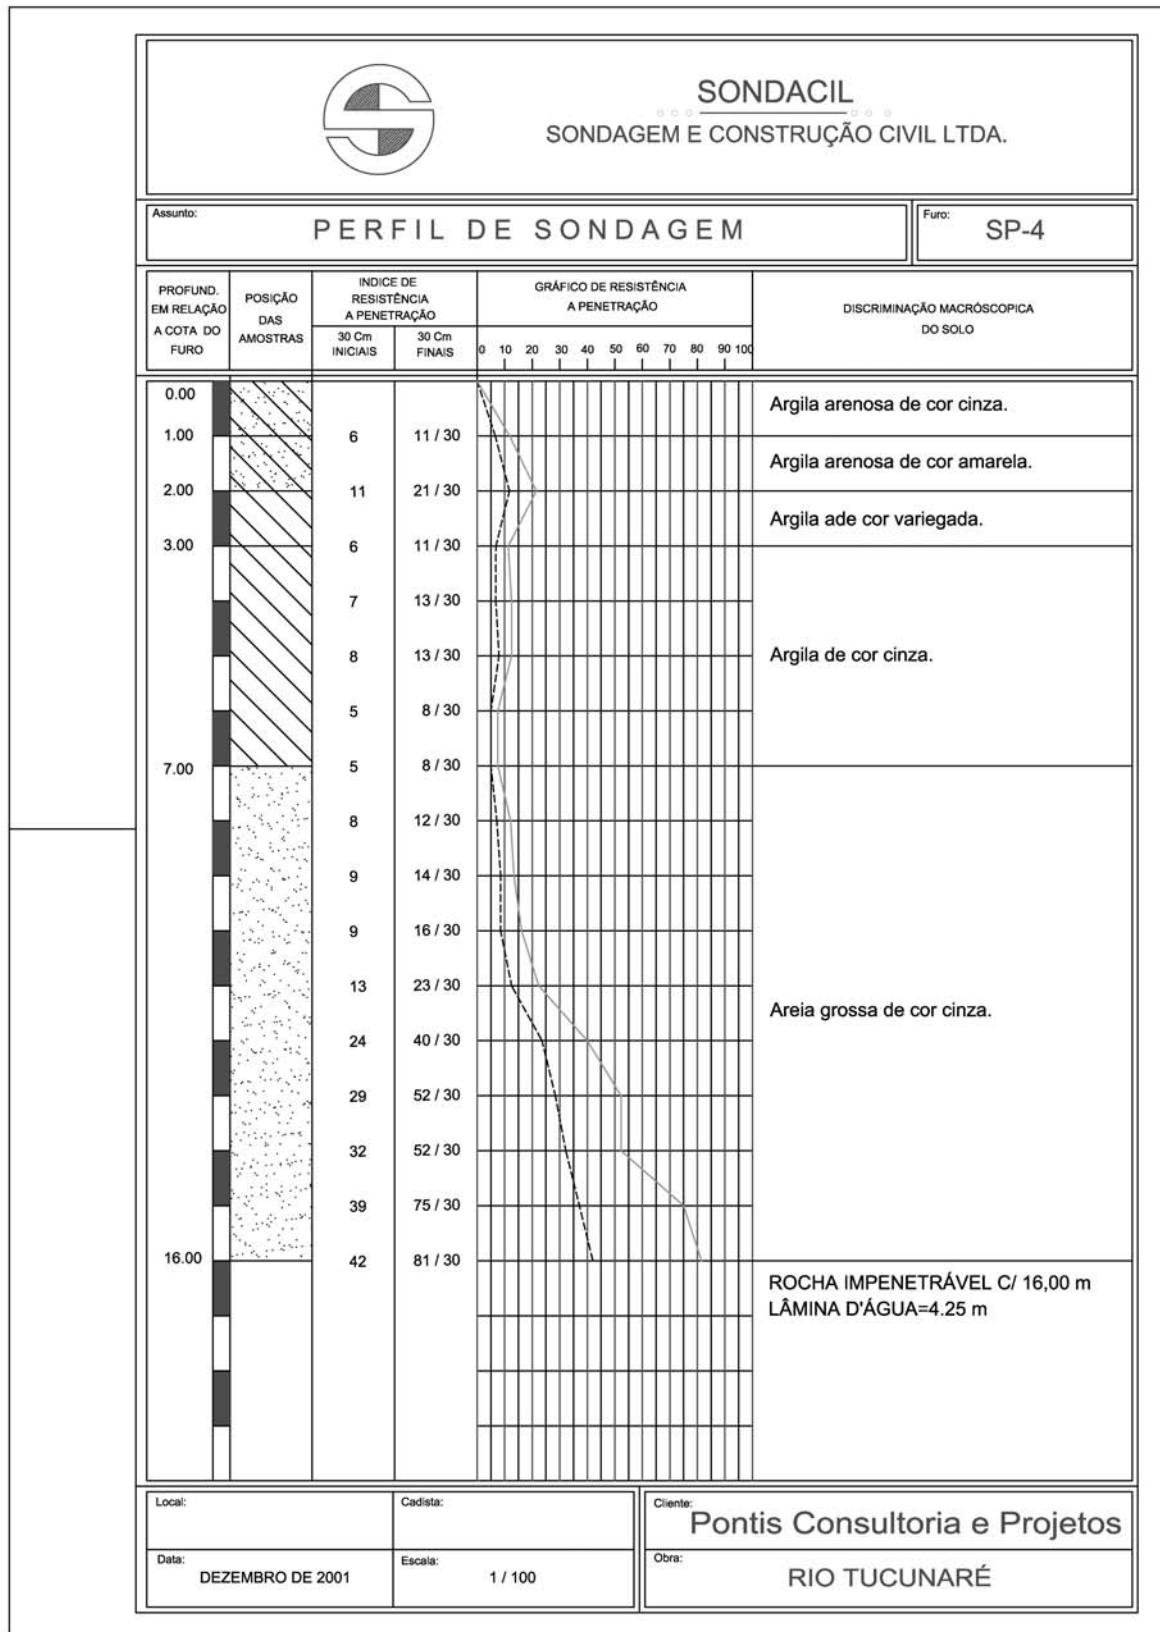 SONDACIL
SONDAGEM E CONSTRUÇÃO CIVIL LTDA.
Assunto:
PERFIL DE SONDAGEM
Furo:
SP-4
PROFUND.
EM RELAÇÃO
A COTA DO
FURO
POSIÇÃO
DAS
AMOSTRAS
INDICE DE
RESISTÊNCIA
A PENETRAÇÃO
30 Cm
INICIAIS
30 Cm
FINAIS
GRÁFICO DE RESISTÊNCIA
A PENETRAÇÃO
0 10 20 30 40 50 60 70 80 90 100
DISCRIMINAÇÃO MACRÓSCOPICA
DO SOLO
0.00
Argila arenosa de cor cinza.
1.00 6 11 / 30
Argila arenosa de cor amarela.
2.00 11 21 / 30
Argila ade cor variegada.
3.00 6 11 / 30
7 13 / 30
8 13 / 30 Argila de cor cinza.
5 8 / 30
7.00 5 8 / 30
8 12 / 30
9 14 / 30
9 16 / 30
13 23 / 30
Areia grossa de cor cinza.
24 40 / 30
29 52 / 30
32 52 / 30
39 75 / 30
16.00 42 81 / 30
ROCHA IMPENETRÁVEL C/ 16,00 m
LÂMINA D'ÁGUA=4.25 m
Local:
Cadista:
Cliente:
Pontis Consultoria e Projetos
Data:
DEZEMBRO DE 2001
Escala:
1 / 100
Obra:
RIO TUCUNARÉ